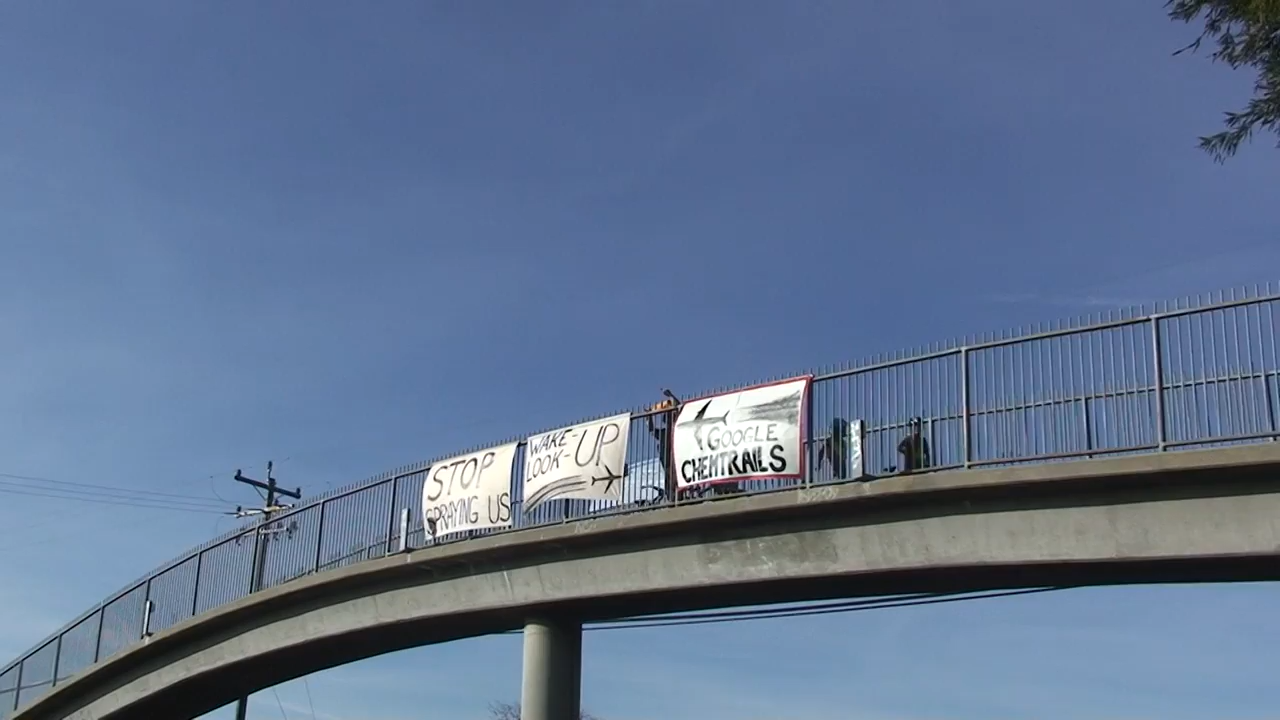 STOP
SPRAYING US
WAKE-
LOOK-UP
GOOGLE
CHEMTRAILS